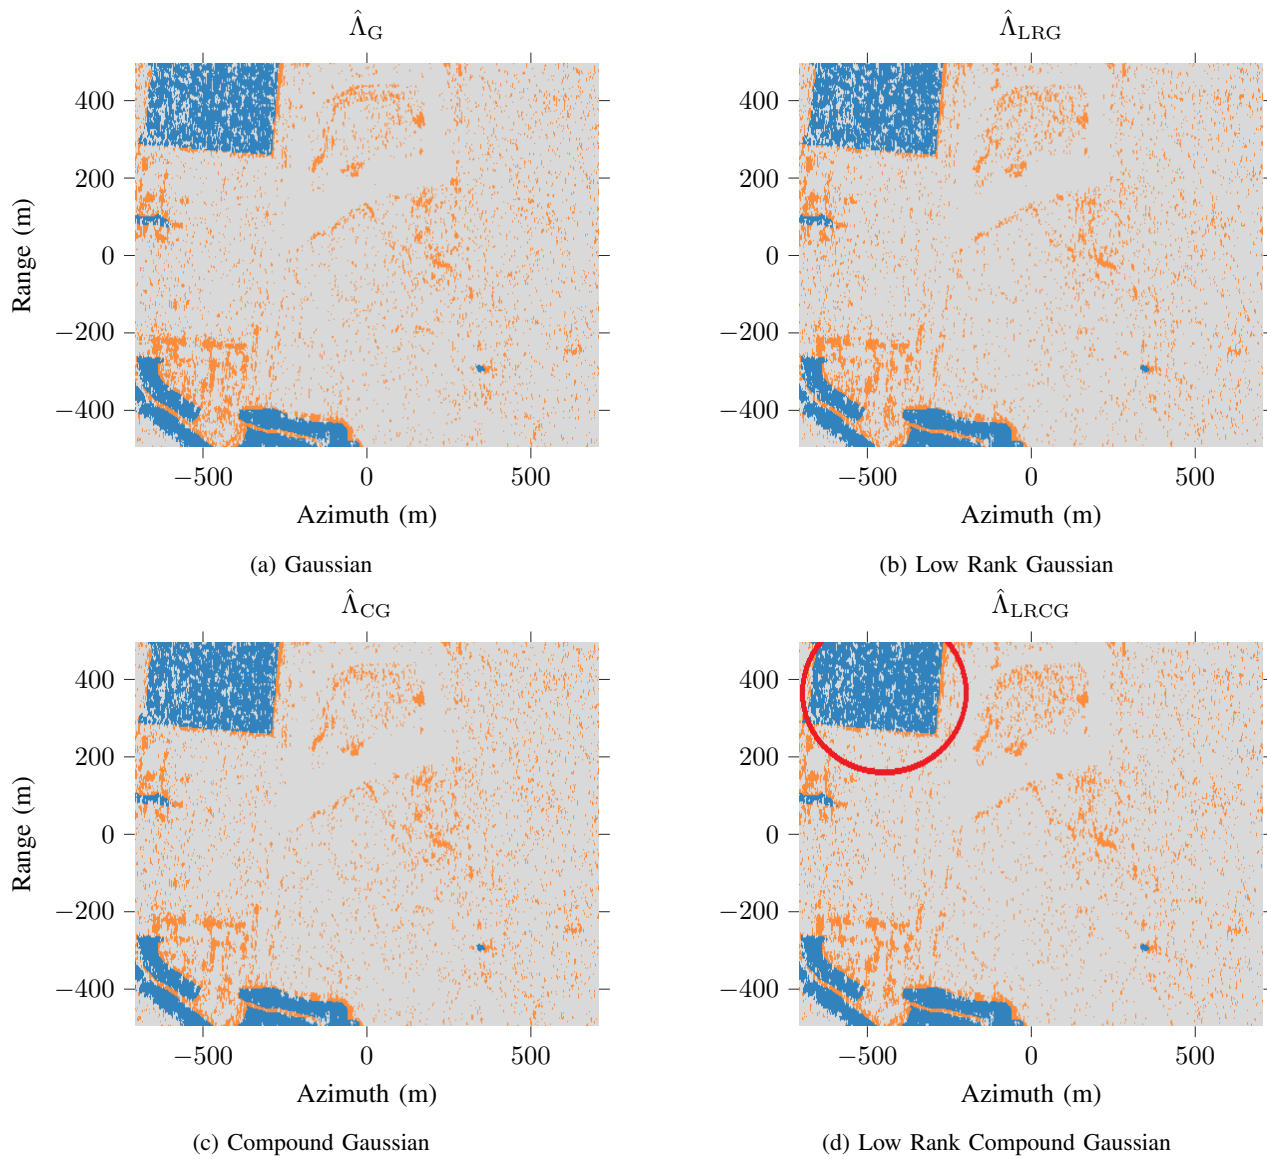 Λ̂G
Λ̂LRG
400
200
0
−200
−400
Range (m)
−500
0
500
Azimuth (m)
400
200
0
−200
−400
−500
0
500
Azimuth (m)
(a) Gaussian
(b) Low Rank Gaussian
Λ̂CG
Λ̂LRCG
400
200
0
−200
−400
Range (m)
−500
0
500
Azimuth (m)
400
200
0
−200
−400
−500
0
500
Azimuth (m)
(c) Compound Gaussian
(d) Low Rank Compound Gaussian